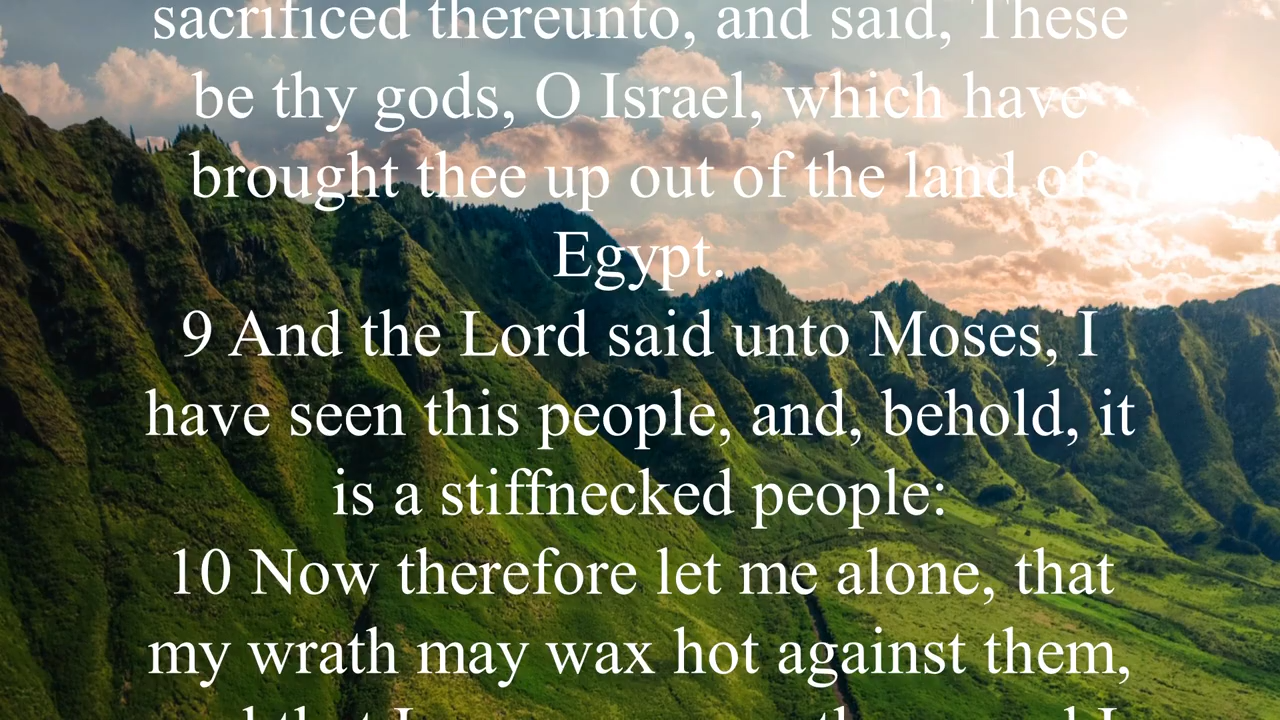 sacrificed thereunto, and said, These
be thy gods, O Israel, which have
brought thee up out of the land of
Egypt.
9 And the Lord said unto Moses, I
have seen this people, and, behold, it
is a stiffnecked people:
10 Now therefore let me alone, that
my wrath may wax hot against them,